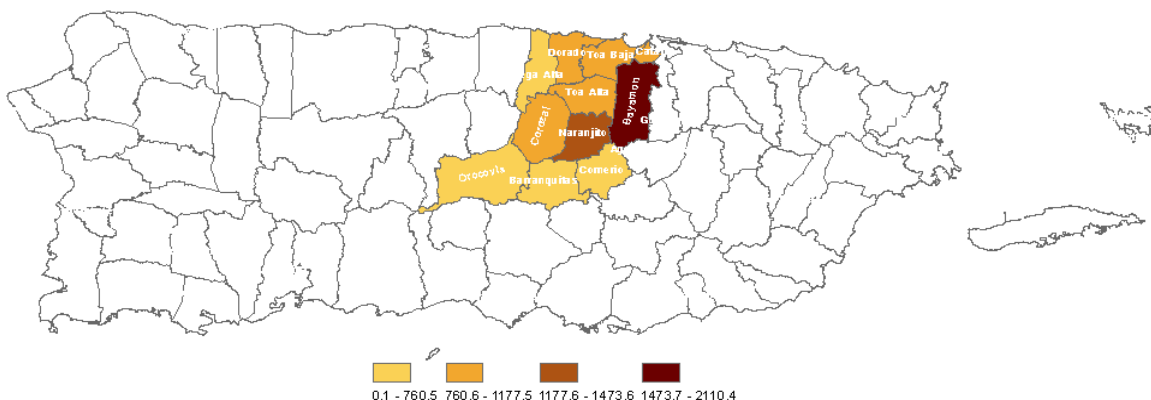 Dorado
Toa Baja
ega Alta
Toa Alta
Bayamon
Corozal
Naranjito
Comerio
Orocovis
Barranquitas
0.1 - 760.5 760.6 - 1177.5 1177.6 - 1473.6 1473.7 - 2110.4